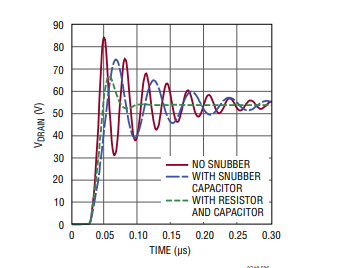 90
80
70
60
50
40
30
20
10
0
V_DRAIN (V)
NO SNUBBER
WITH SNUBBER
CAPACITOR
WITH RESISTOR
AND CAPACITOR
0 0.05 0.10 0.15 0.20 0.25 0.30
TIME (μs)